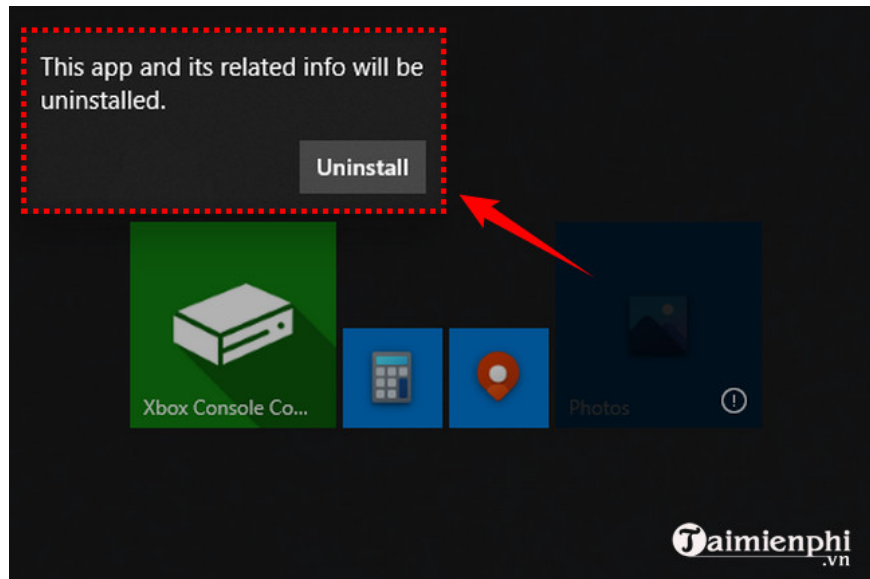 This app and its related info will be
uninstalled.
Uninstall
Xbox Console Co...
Photos
Taimienphi
.vn